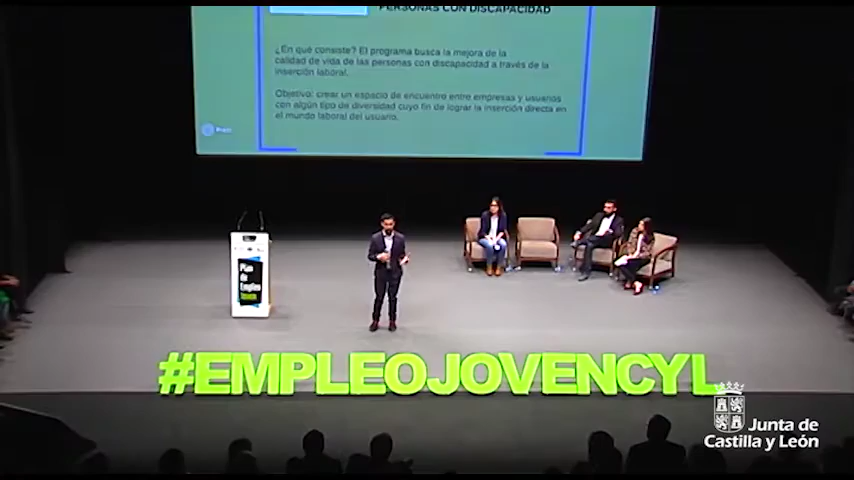 PERSONAS CON DISCAPACIDAD
¿En qué consiste? El programa busca la mejora de la
calidad de vida de las personas con discapacidad a través de la
inserción laboral.
Objetivo: crear un espacio de encuentro entre empresas y usuarios
con algún tipo de diversidad cuyo fin de lograr la inserción directa en
el mundo laboral del usuario.
Prezi
Plan
de
Empleo
#EMPLEOJOVENCYL
Junta de
Castilla y León